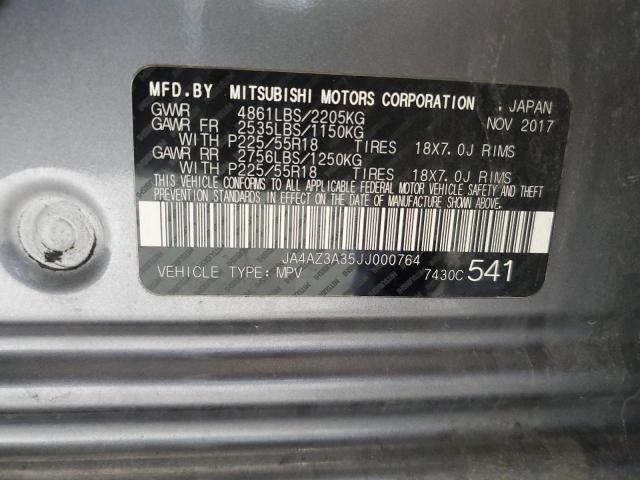 MFD.BY MITSUBISHI MOTORS CORPORATION , JAPAN
GVWR 4861LBS/2205KG NOV 2017
GAWR FR 2535LBS/1150KG
WITH P225/55R18 TIRES 18X7.0J RIMS
GAWR RR 2756LBS/1250KG
WITH P225/55R18 TIRES 18X7.0J RIMS
THIS VEHICLE CONFORMS TO ALL APPLICABLE FEDERAL MOTOR VEHICLE SAFETY AND THEFT
PREVENTION STANDARDS IN EFFECT ON THE DATE OF MANUFACTURE SHOWN ABOVE.
JA4AZ3A35JJ000764
VEHICLE TYPE: MPV 7430C 541